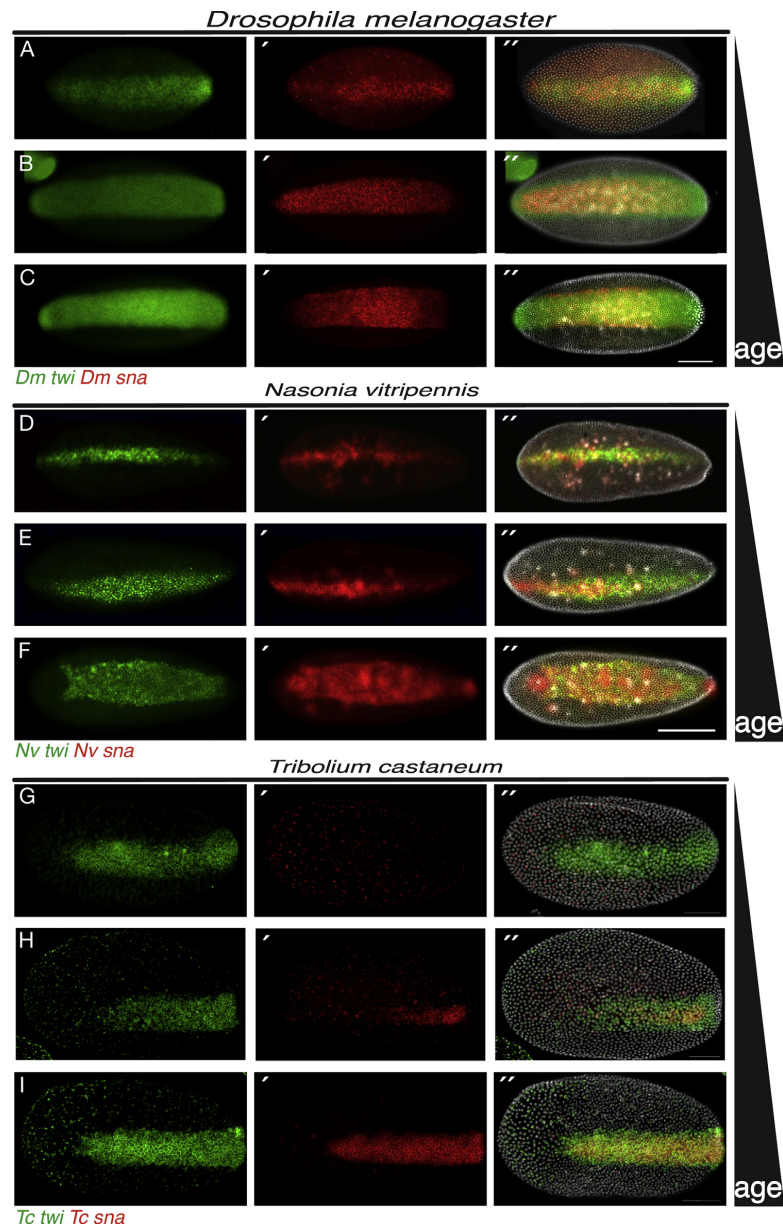 Drosophila melanogaster
A ′ ″
B ′ ″
C ′ ″
age
Dm twi Dm sna
Nasonia vitripennis
D ′ ″
E ′ ″
F ′ ″
age
Nv twi Nv sna
Tribolium castaneum
G ′ ″
H ′ ″
I ′ ″
age
Tc twi Tc sna